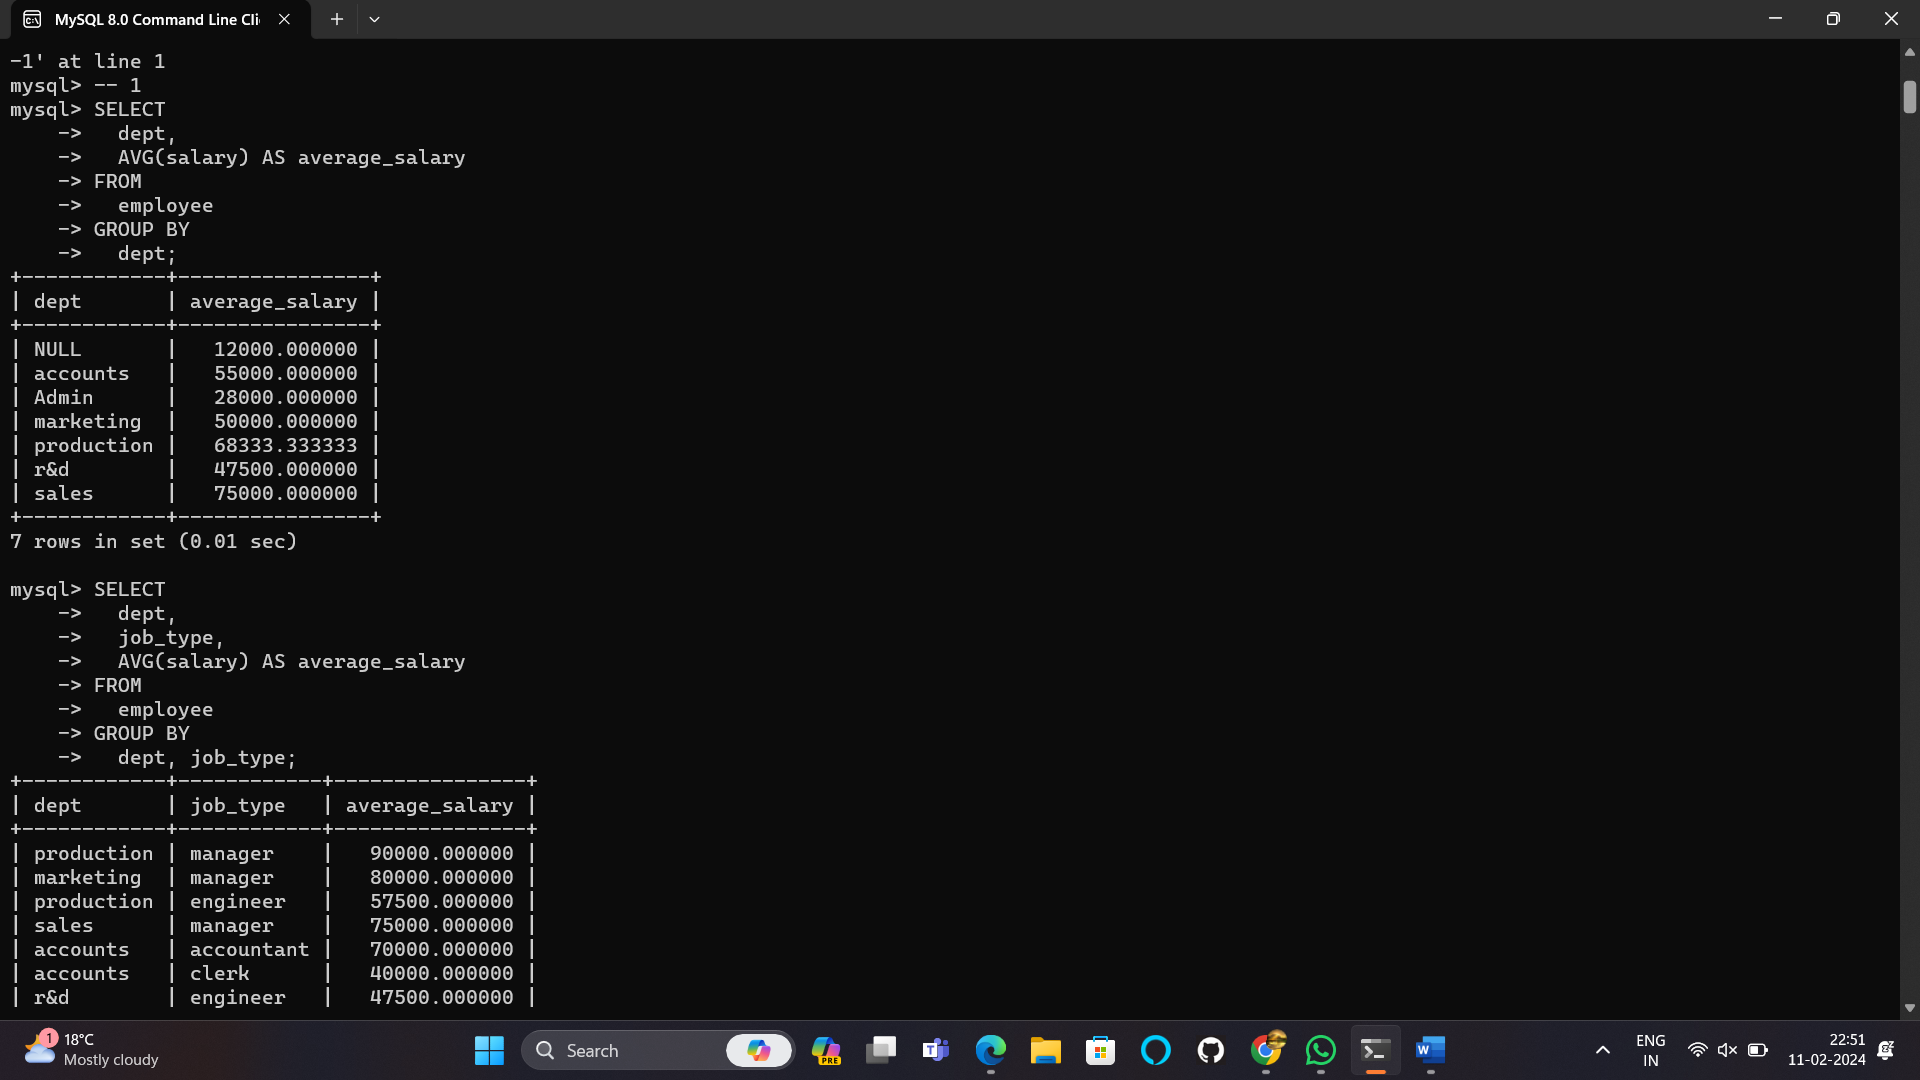 MySQL 8.0 Command Line Cli
-1' at line 1
mysql> -- 1
mysql> SELECT
    ->   dept,
    ->   AVG(salary) AS average_salary
    -> FROM
    ->   employee
    -> GROUP BY
    ->   dept;
+------------+----------------+
| dept       | average_salary |
+------------+----------------+
| NULL       |   12000.000000 |
| accounts   |   55000.000000 |
| Admin      |   28000.000000 |
| marketing  |   50000.000000 |
| production |   68333.333333 |
| r&d        |   47500.000000 |
| sales      |   75000.000000 |
+------------+----------------+
7 rows in set (0.01 sec)
mysql> SELECT
    ->   dept,
    ->   job_type,
    ->   AVG(salary) AS average_salary
    -> FROM
    ->   employee
    -> GROUP BY
    ->   dept, job_type;
+------------+------------+----------------+
| dept       | job_type   | average_salary |
+------------+------------+----------------+
| production | manager    |   90000.000000 |
| marketing  | manager    |   80000.000000 |
| production | engineer   |   57500.000000 |
| sales      | manager    |   75000.000000 |
| accounts   | accountant |   70000.000000 |
| accounts   | clerk      |   40000.000000 |
| r&d        | engineer   |   47500.000000 |
1
18°C
Mostly cloudy
Search
PRE
ENG
IN
22:51
11-02-2024